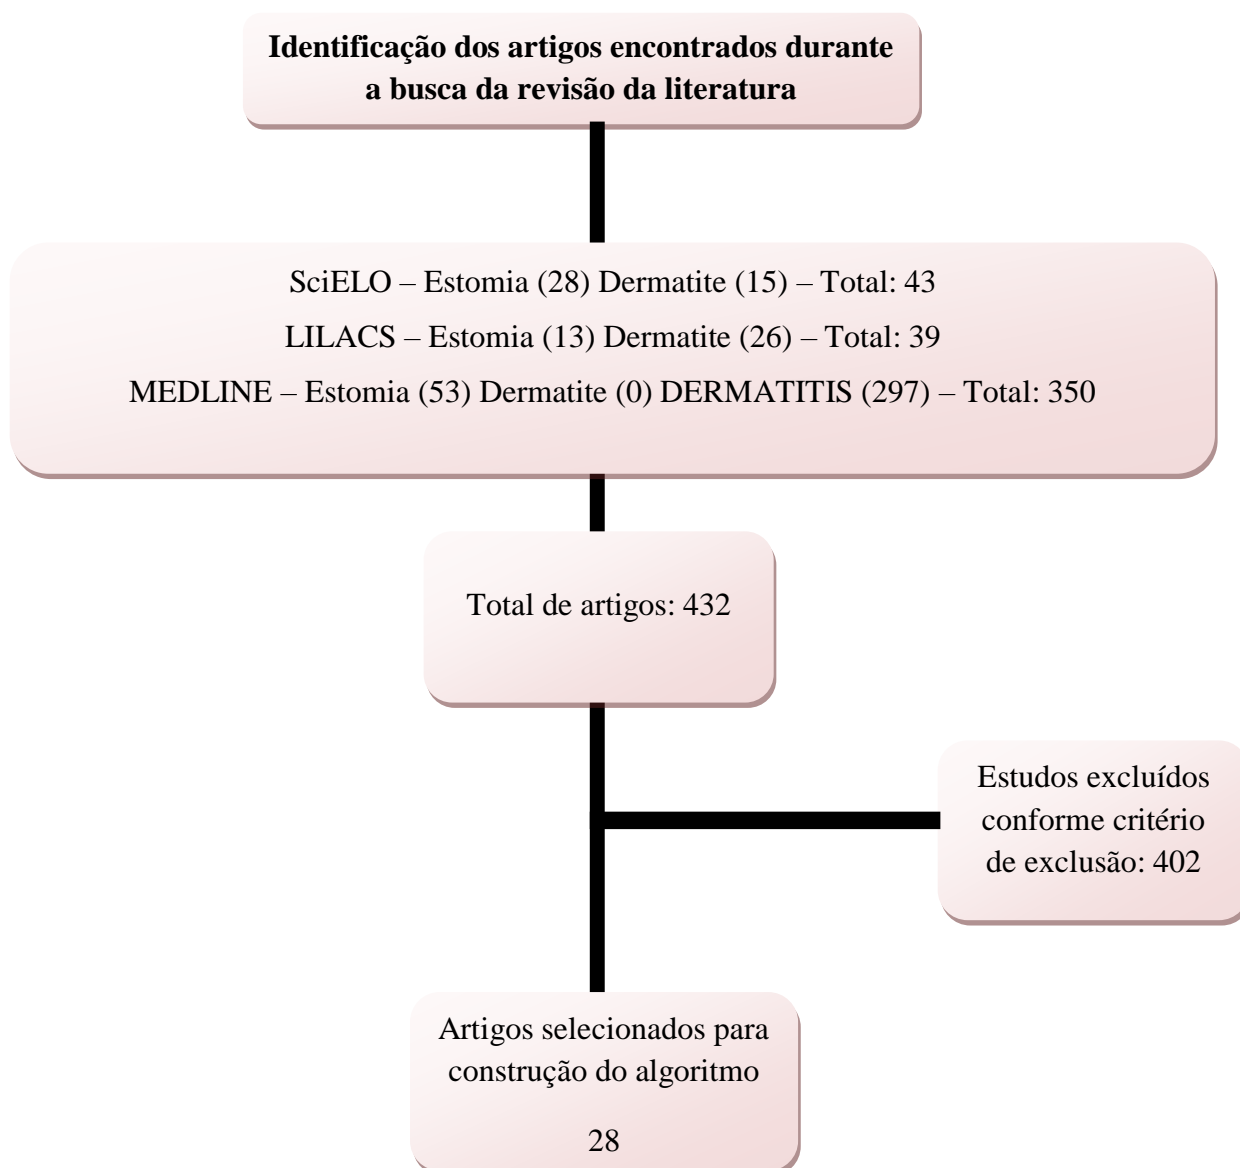 Identificação dos artigos encontrados durante
a busca da revisão da literatura
SciELO – Estomia (28) Dermatite (15) – Total: 43
LILACS – Estomia (13) Dermatite (26) – Total: 39
MEDLINE – Estomia (53) Dermatite (0) DERMATITIS (297) – Total: 350
Total de artigos: 432
Estudos excluídos
conforme critério
de exclusão: 402
Artigos selecionados para
construção do algoritmo
28